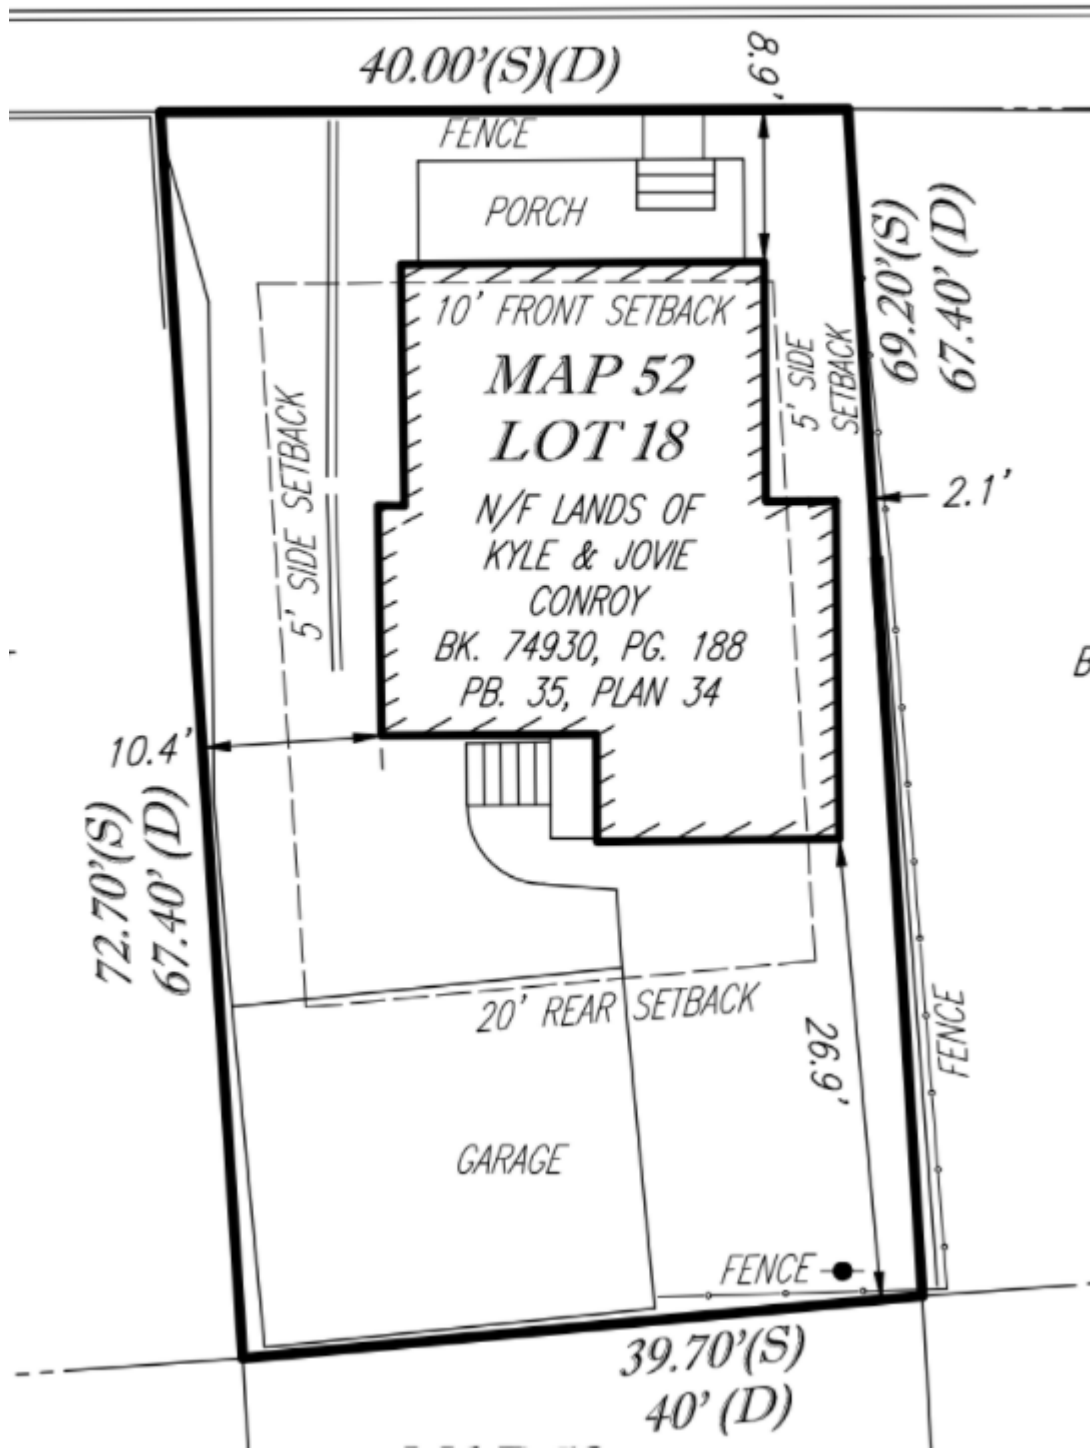 40.00'(S)(D)
8.9'
FENCE
PORCH
69.20'(S)
67.40' (D)
10' FRONT SETBACK
5' SIDE
SETBACK
MAP 52
LOT 18
5' SIDE SETBACK
2.1'
N/F LANDS OF
KYLE & JOVIE
CONROY
BK. 74930, PG. 188
PB. 35, PLAN 34
B
10.4'
72.70'(S)
67.40' (D)
20' REAR SETBACK
26.9'
FENCE
GARAGE
FENCE
39.70'(S)
40' (D)